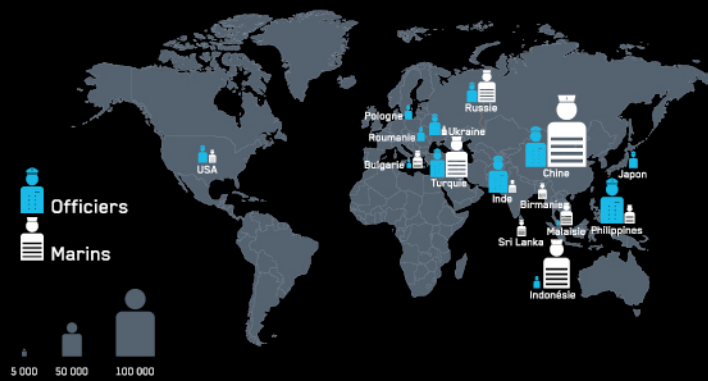 Russie
Pologne
Ukraine
Roumanie
Bulgarie
Turquie
USA
Chine
Japon
Inde
Birmanie
Malaisie
Philippines
Sri Lanka
Indonésie
Officiers
Marins
5 000
50 000
100 000